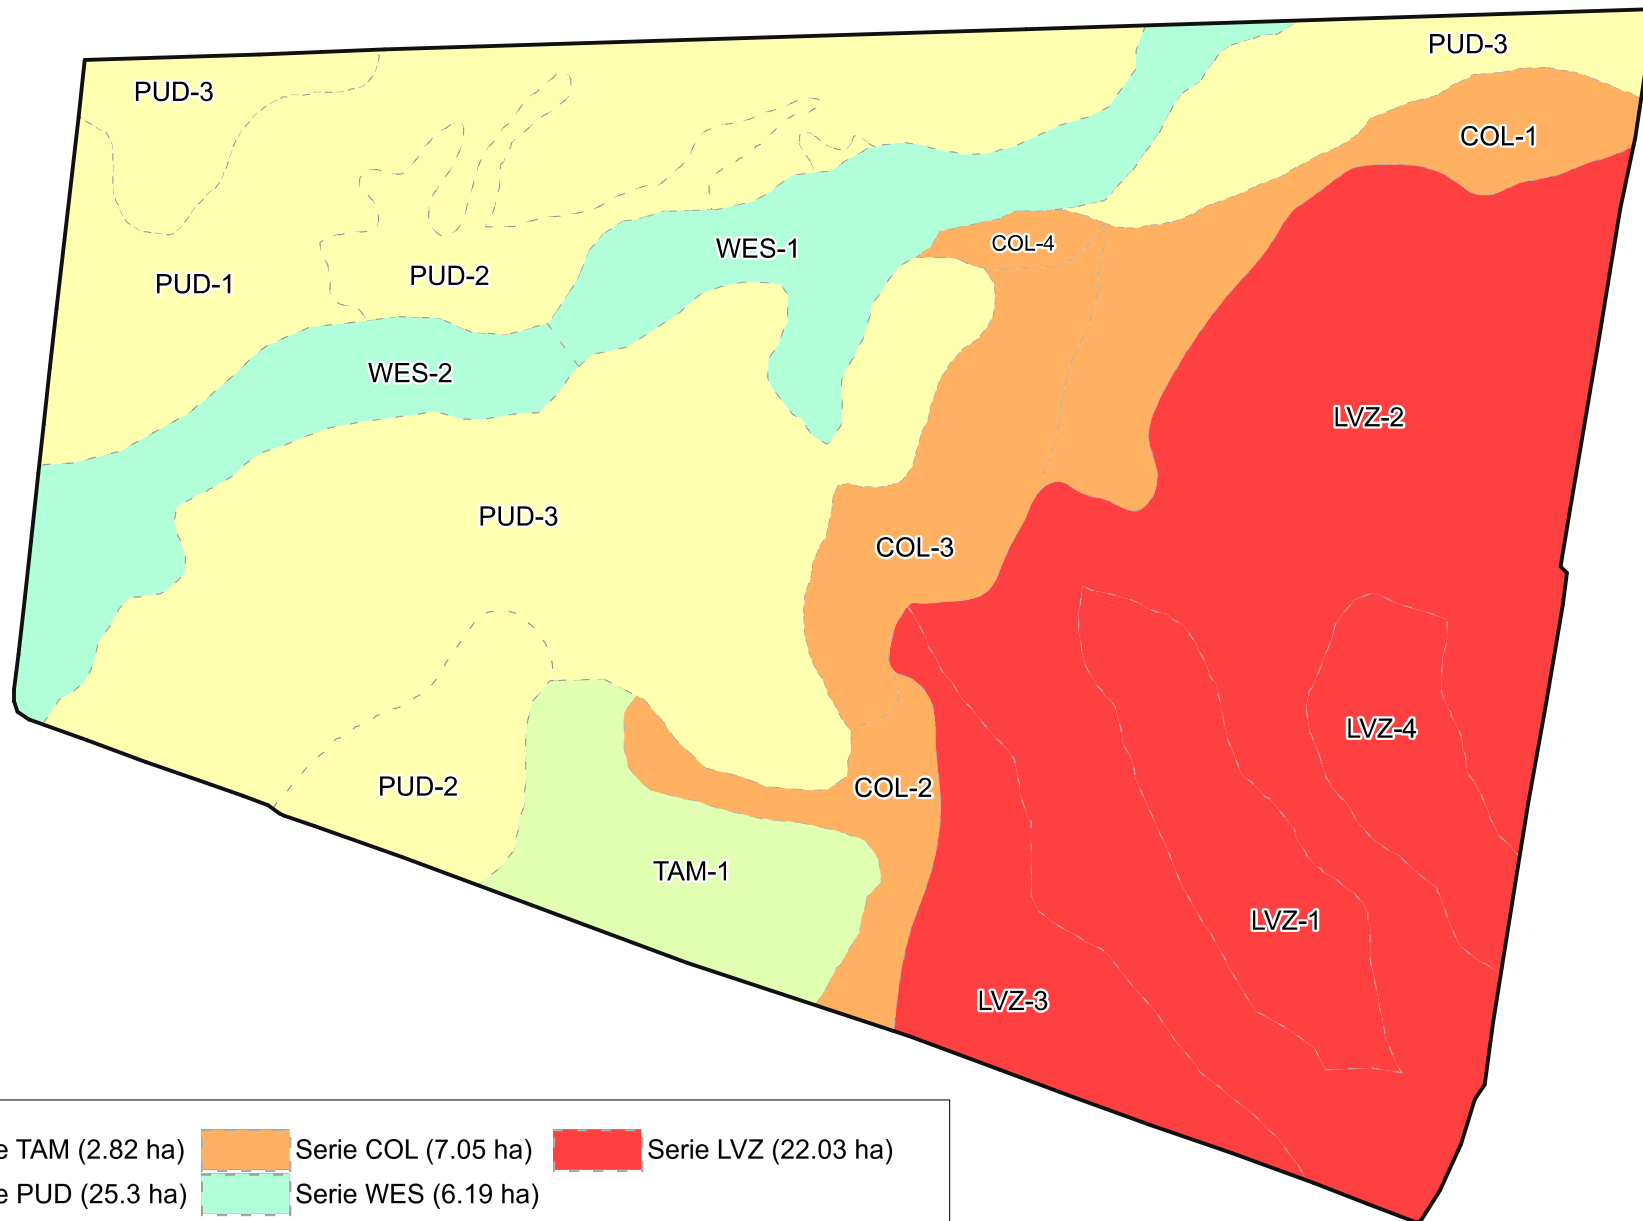 PUD-3
PUD-3
COL-1
COL-4
WES-1
PUD-2
PUD-1
WES-2
LVZ-2
PUD-3
COL-3
LVZ-4
PUD-2
COL-2
TAM-1
LVZ-1
LVZ-3
e TAM (2.82 ha) Serie COL (7.05 ha) Serie LVZ (22.03 ha)
e PUD (25.3 ha) Serie WES (6.19 ha)